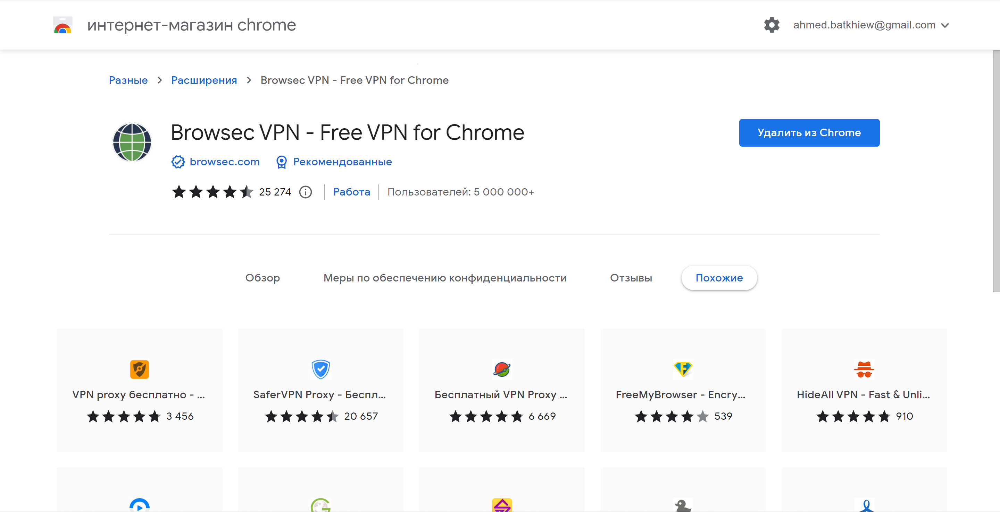 интернет-магазин chrome
ahmed.batkhiew@gmail.com
Разные > Расширения > Browsec VPN - Free VPN for Chrome
Browsec VPN - Free VPN for Chrome
Удалить из Chrome
browsec.com Рекомендованные
25 274 Работа Пользователей: 5 000 000+
Обзор Меры по обеспечению конфиденциальности Отзывы Похожие
VPN proxy бесплатно - ... SaferVPN Proxy - Беспл... Бесплатный VPN Proxy ... FreeMyBrowser - Encry... HideAll VPN - Fast & Unli...
3 456 20 657 6 669 539 910